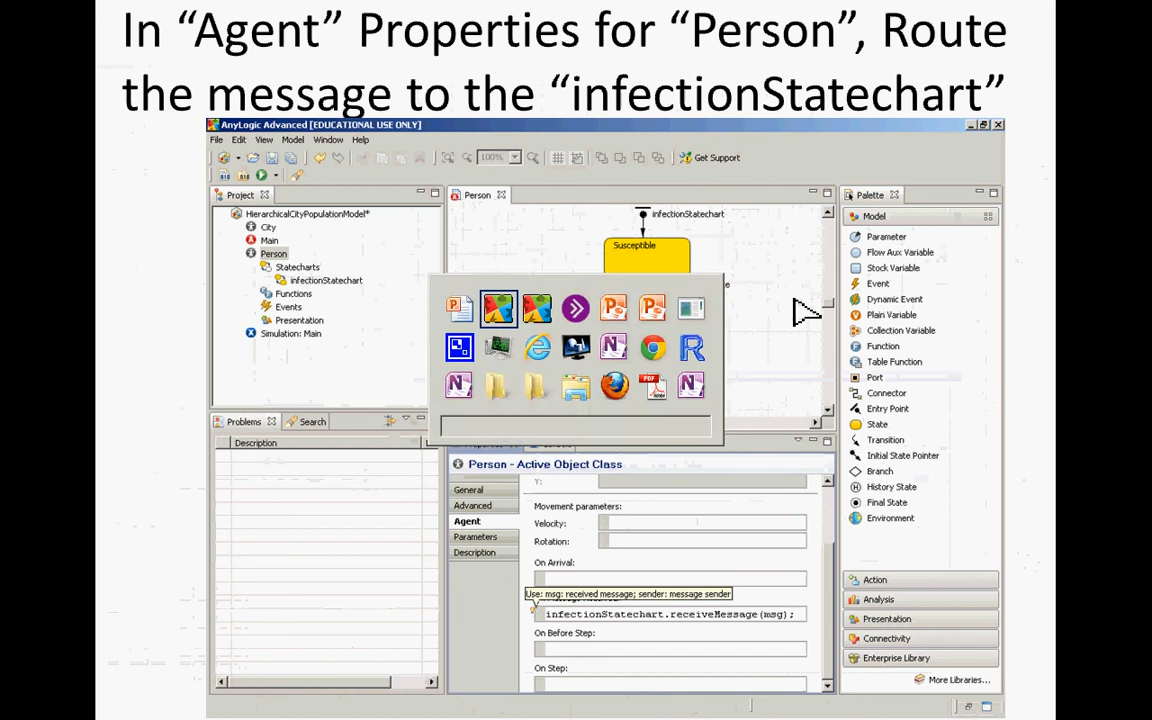 In “Agent” Properties for “Person”, Route
the message to the “infectionStatechart”
AnyLogic Advanced [EDUCATIONAL USE ONLY]
File Edit View Model Window Help
100% Get Support
Project
HierarchicalCityPopulationModel*
City
Main
Person
Statecharts
infectionStatechart
Functions
Events
Presentation
Simulation: Main
Person
infectionStatechart
Susceptible
Palette
Model
Parameter
Flow Aux Variable
Stock Variable
Event
Dynamic Event
Plain Variable
Collection Variable
Function
Table Function
Port
Connector
Entry Point
State
Transition
Initial State Pointer
Branch
History State
Final State
Environment
Action
Analysis
Presentation
Connectivity
Enterprise Library
More Libraries...
Problems Search
Description
Person - Active Object Class
General
Advanced
Agent
Parameters
Description
Y:
Movement parameters:
Velocity:
Rotation:
On Arrival:
Use: msg: received message; sender: message sender
infectionStatechart.receiveMessage(msg);
On Before Step:
On Step: